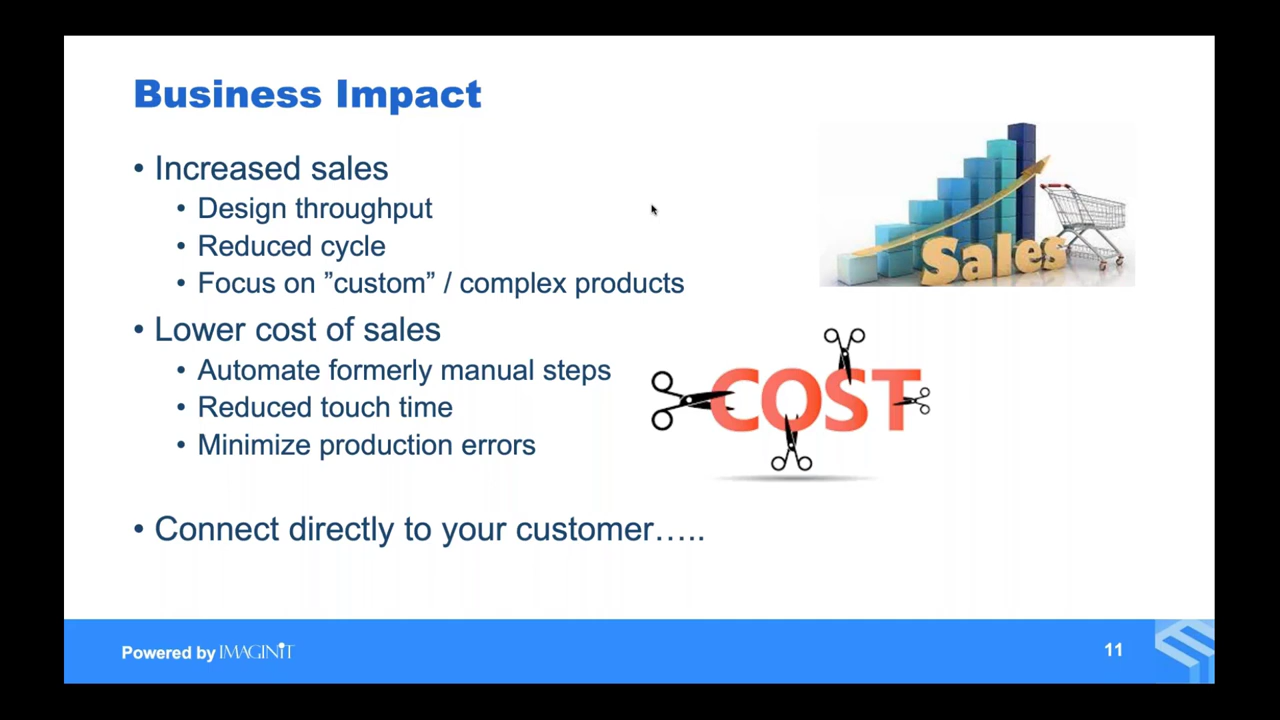 Business Impact
• Increased sales
• Design throughput
• Reduced cycle
• Focus on ”custom” / complex products
Sales
• Lower cost of sales
• Automate formerly manual steps
• Reduced touch time
• Minimize production errors
COST
• Connect directly to your customer…..
Powered by IMAGINiT
11